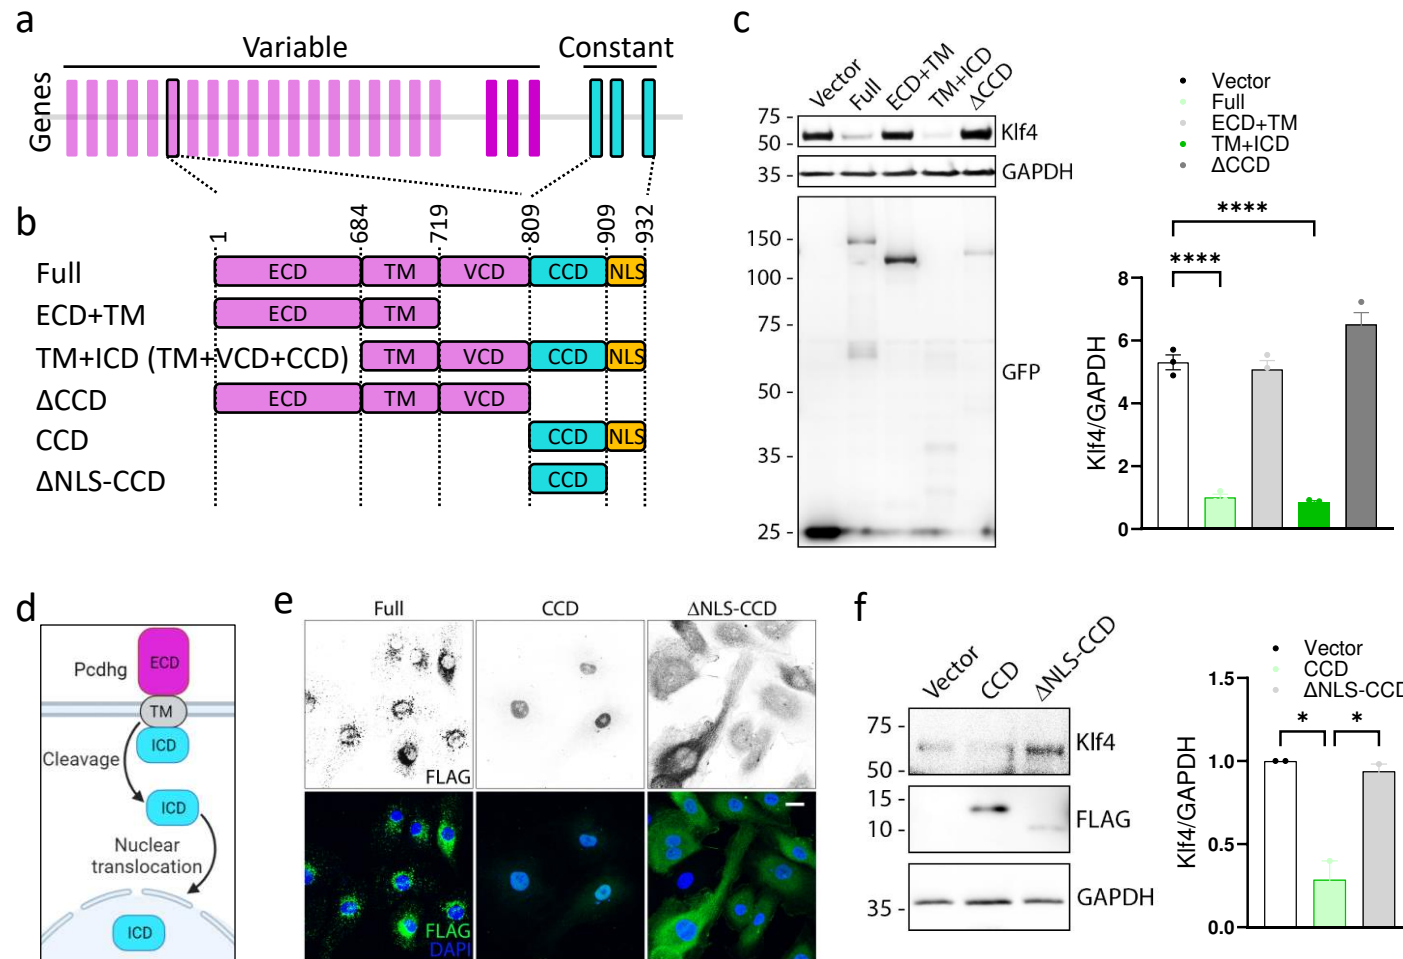 a
Variable
Constant
Genes
b
1
684
719
809
909
932
Full
ECD
TM
VCD
CCD
NLS
ECD+TM
ECD
TM
TM+ICD (TM+VCD+CCD)
TM
VCD
CCD
NLS
ΔCCD
ECD
TM
VCD
CCD
CCD
NLS
ΔNLS-CCD
CCD
c
Vector
Full
ECD+TM
TM+ICD
ΔCCD
75 -
50 -
Klf4
35 -
GAPDH
150 -
100 -
75 -
50 -
35 -
25 -
GFP
Vector
Full
ECD+TM
TM+ICD
ΔCCD
****
****
8
6
4
2
0
Klf4/GAPDH
d
Pcdhg
ECD
TM
ICD
Cleavage
ICD
Nuclear
translocation
ICD
e
Full
CCD
ΔNLS-CCD
FLAG
FLAG
DAPI
f
Vector
CCD
ΔNLS-CCD
75 -
50 -
Klf4
15 -
10 -
FLAG
35 -
GAPDH
Vector
CCD
ΔNLS-CCD
*
*
1.5
1.0
0.5
0.0
Klf4/GAPDH